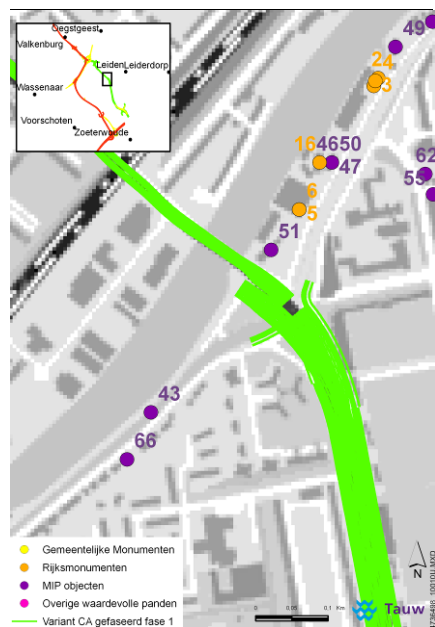 Oegstgeest
Valkenburg
Leiden
Leiderdorp
Wassenaar
Voorschoten
Zoeterwoude
49
24
3
16
4650
47
62
55
6
5
51
43
66
Gemeentelijke Monumenten
Rijksmonumenten
MIP objecten
Overige waardevolle panden
Variant CA gefaseerd fase 1
0
0.05
0.1 Km
N
Tauw